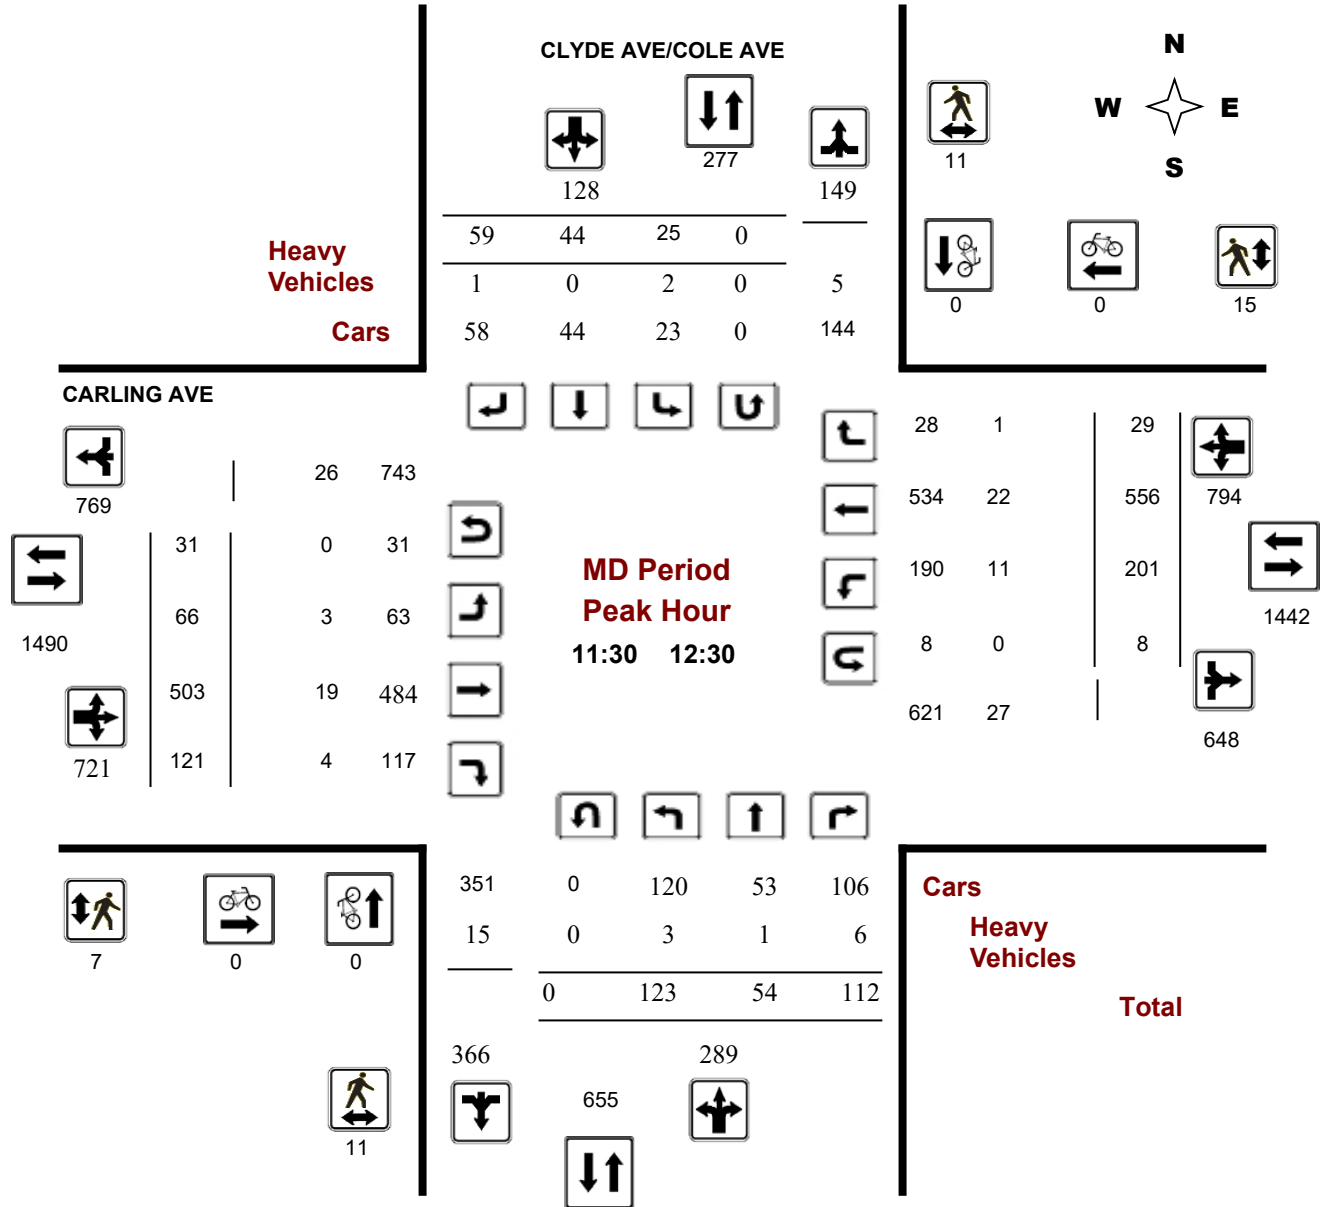 CLYDE AVE/COLE AVE
N
W E
S
277
11
128
149
59 44 25 0
Heavy
Vehicles
1 0 2 0 5
0 0 15
Cars
58 44 23 0 144
CARLING AVE
28 1 29
26 743
769
534 22 556 794
31 0 31
MD Period
190 11 201
Peak Hour
66 3 63
1442
1490
11:30 12:30
8 0 8
503 19 484
621 27
648
721
121 4 117
351 0 120 53 106
Cars
15 0 3 1 6
Heavy
Vehicles
7 0 0
0 123 54 112
Total
366 289
655
11